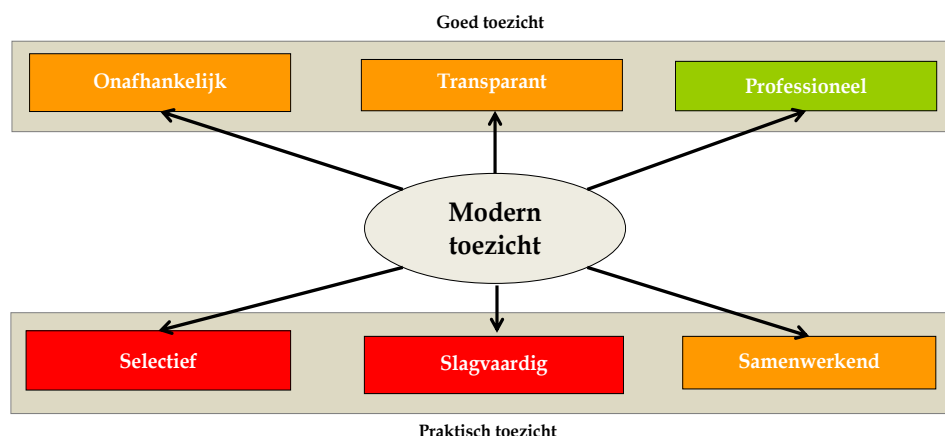 Goed toezicht
Onafhankelijk
Transparant
Professioneel
Modern
toezicht
Selectief
Slagvaardig
Samenwerkend
Praktisch toezicht